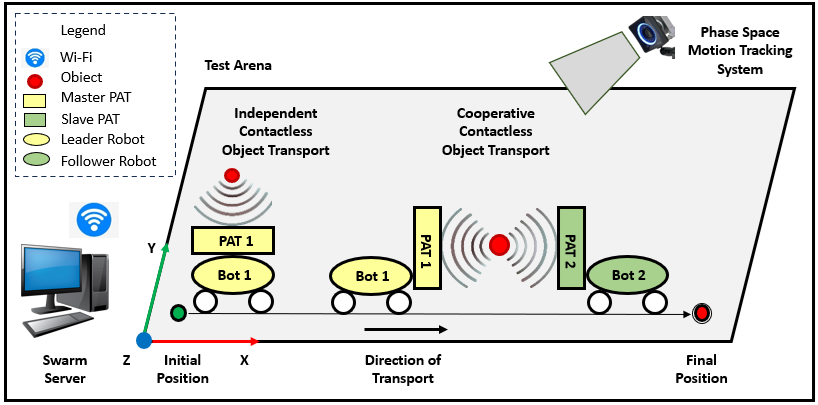 Legend
Wi-Fi
Object
Master PAT
Slave PAT
Leader Robot
Follower Robot
Phase Space
Motion Tracking
System
Test Arena
Independent
Contactless
Object Transport
Cooperative
Contactless
Object Transport
PAT 1
Bot 1
Bot 1
PAT 1
PAT 2
Bot 2
Y
Z
X
Swarm
Server
Initial
Position
Direction of
Transport
Final
Position